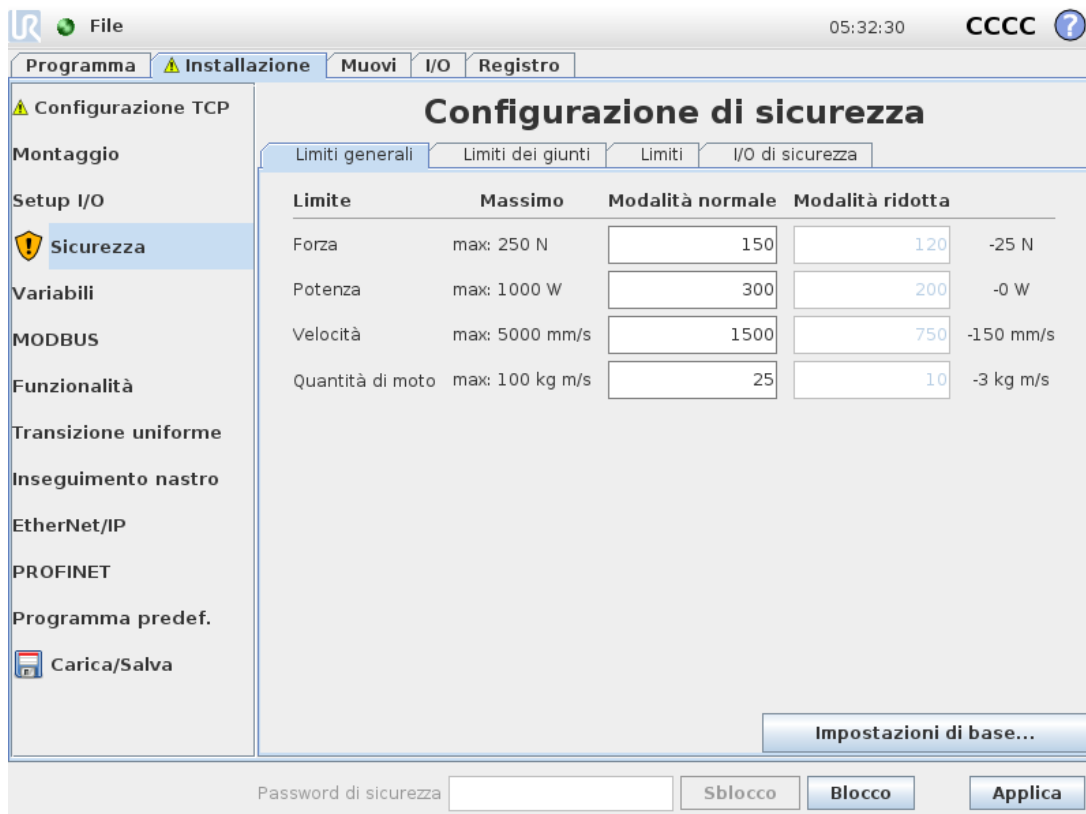 UR File 05:32:30 CCCC ?
Programma Installazione Muovi I/O Registro
Configurazione TCP
Montaggio
Setup I/O
Sicurezza
Variabili
MODBUS
Funzionalità
Transizione uniforme
Inseguimento nastro
EtherNet/IP
PROFINET
Programma predef.
Carica/Salva
Configurazione di sicurezza
Limiti generali Limiti dei giunti Limiti I/O di sicurezza
Limite Massimo Modalità normale Modalità ridotta
Forza max: 250 N 150 120 -25 N
Potenza max: 1000 W 300 200 -0 W
Velocità max: 5000 mm/s 1500 750 -150 mm/s
Quantità di moto max: 100 kg m/s 25 10 -3 kg m/s
Impostazioni di base...
Password di sicurezza Sblocco Blocco Applica